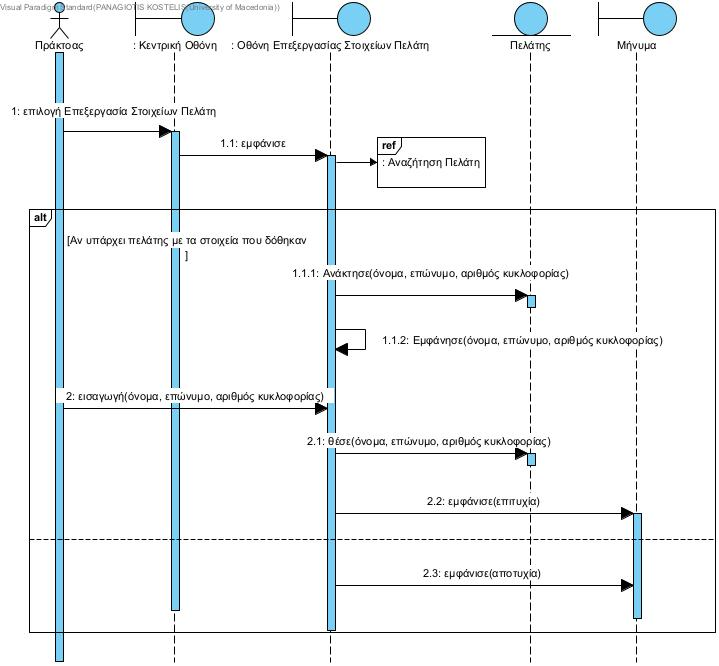 Visual Paradigm Standard(PANAGIOTIS KOSTELIS(University of Macedonia))
Πράκτοας : Κεντρική Οθόνη : Οθόνη Επεξεργασίας Στοιχείων Πελάτη Πελάτης Μήνυμα
1: επιλογή Επεξεργασία Στοιχείων Πελάτη
1.1: εμφάνισε
ref
: Αναζήτηση Πελάτη
alt
[Αν υπάρχει πελάτης με τα στοιχεία που δόθηκαν
]
1.1.1: Ανάκτησε(όνομα, επώνυμο, αριθμός κυκλοφορίας)
1.1.2: Εμφάνησε(όνομα, επώνυμο, αριθμός κυκλοφορίας)
2: εισαγωγή(όνομα, επώνυμο, αριθμός κυκλοφορίας)
2.1: θέσε(όνομα, επώνυμο, αριθμός κυκλοφορίας)
2.2: εμφάνισε(επιτυχία)
2.3: εμφάνισε(αποτυχία)